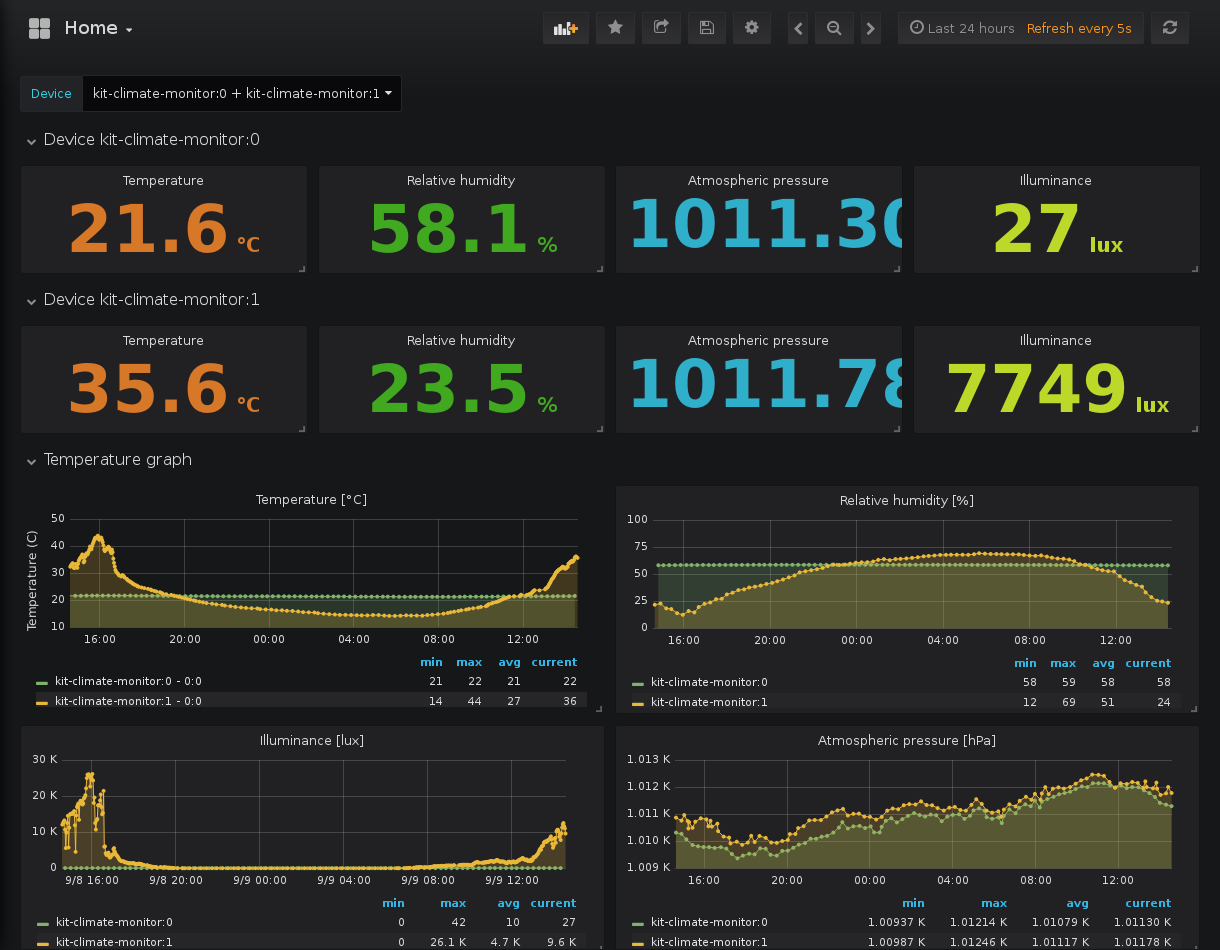 Home
Last 24 hours Refresh every 5s
Device kit-climate-monitor:0 + kit-climate-monitor:1
Device kit-climate-monitor:0
Temperature Relative humidity Atmospheric pressure Illuminance
21.6 °C 58.1 % 1011.30 27 lux
Device kit-climate-monitor:1
Temperature Relative humidity Atmospheric pressure Illuminance
35.6 °C 23.5 % 1011.78 7749 lux
Temperature graph
Temperature [°C]
Temperature (C)
50
40
30
20
10
16:00 20:00 00:00 04:00 08:00 12:00
min max avg current
kit-climate-monitor:0 - 0:0 21 22 21 22
kit-climate-monitor:1 - 0:0 14 44 27 36
Relative humidity [%]
100
75
50
25
0
16:00 20:00 00:00 04:00 08:00 12:00
min max avg current
kit-climate-monitor:0 58 59 58 58
kit-climate-monitor:1 12 69 51 24
Illuminance [lux]
30 K
20 K
10 K
0
9/8 16:00 9/8 20:00 9/9 00:00 9/9 04:00 9/9 08:00 9/9 12:00
min max avg current
kit-climate-monitor:0 0 42 10 27
kit-climate-monitor:1 0 26.1 K 4.7 K 9.6 K
Atmospheric pressure [hPa]
1.013 K
1.012 K
1.011 K
1.010 K
1.009 K
16:00 20:00 00:00 04:00 08:00 12:00
min max avg current
kit-climate-monitor:0 1.00937 K 1.01214 K 1.01079 K 1.01130 K
kit-climate-monitor:1 1.00987 K 1.01246 K 1.01117 K 1.01178 K